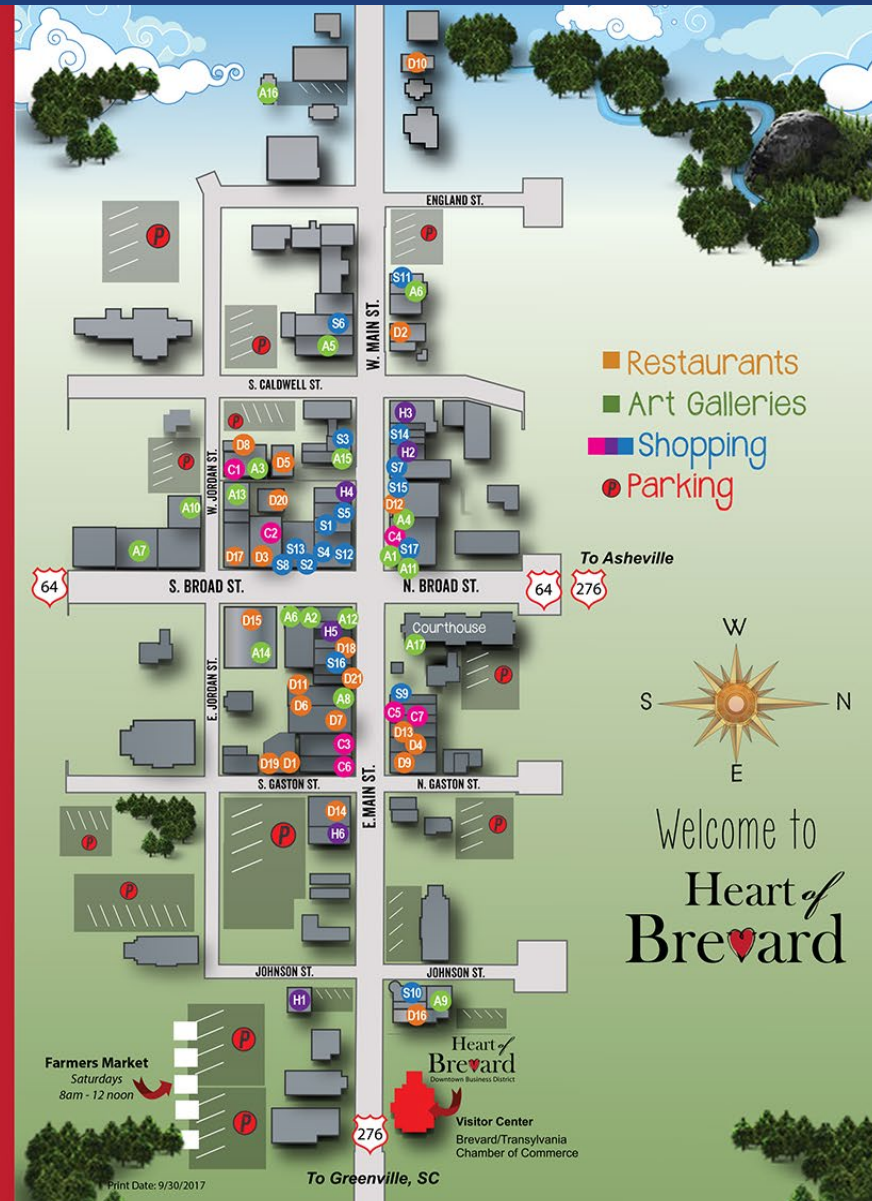 D10
A16
ENGLAND ST.
P
P
S11
A6
W. MAIN ST.
S6
D2
A5
P
Restaurants
S. CALDWELL ST.
Art Galleries
H3
P
S14
S3
Shopping
D8
H2
A15
D5
C1
A3
P
S7
Parking
W. JORDAN ST.
S15
H4
A13
D20
D12
A10
S5
A4
S1
C2
C4
A7
S13
S4
S12
S17
D17
D3
A1
S8
S2
A11
To Asheville
64
S. BROAD ST.
N. BROAD ST.
64
276
D15
A6
A2
A12
Courthouse
H5
A17
D18
A14
S16
P
W
D21
D11
S9
E. JORDAN ST.
A8
S
N
D6
C5
C7
D7
D13
C3
D4
D19
D1
C6
D9
E
S. GASTON ST.
E.MAIN ST.
N. GASTON ST.
D14
P
H6
P
P
Welcome to
Heart of
Brevard
P
JOHNSON ST.
JOHNSON ST.
H1
S10
A9
D16
P
Heart of
Brevard
Downtown Business District
Farmers Market
Saturdays
8am - 12 noon
P
Visitor Center
Brevard/Transylvania
Chamber of Commerce
276
To Greenville, SC
Print Date: 9/30/2017